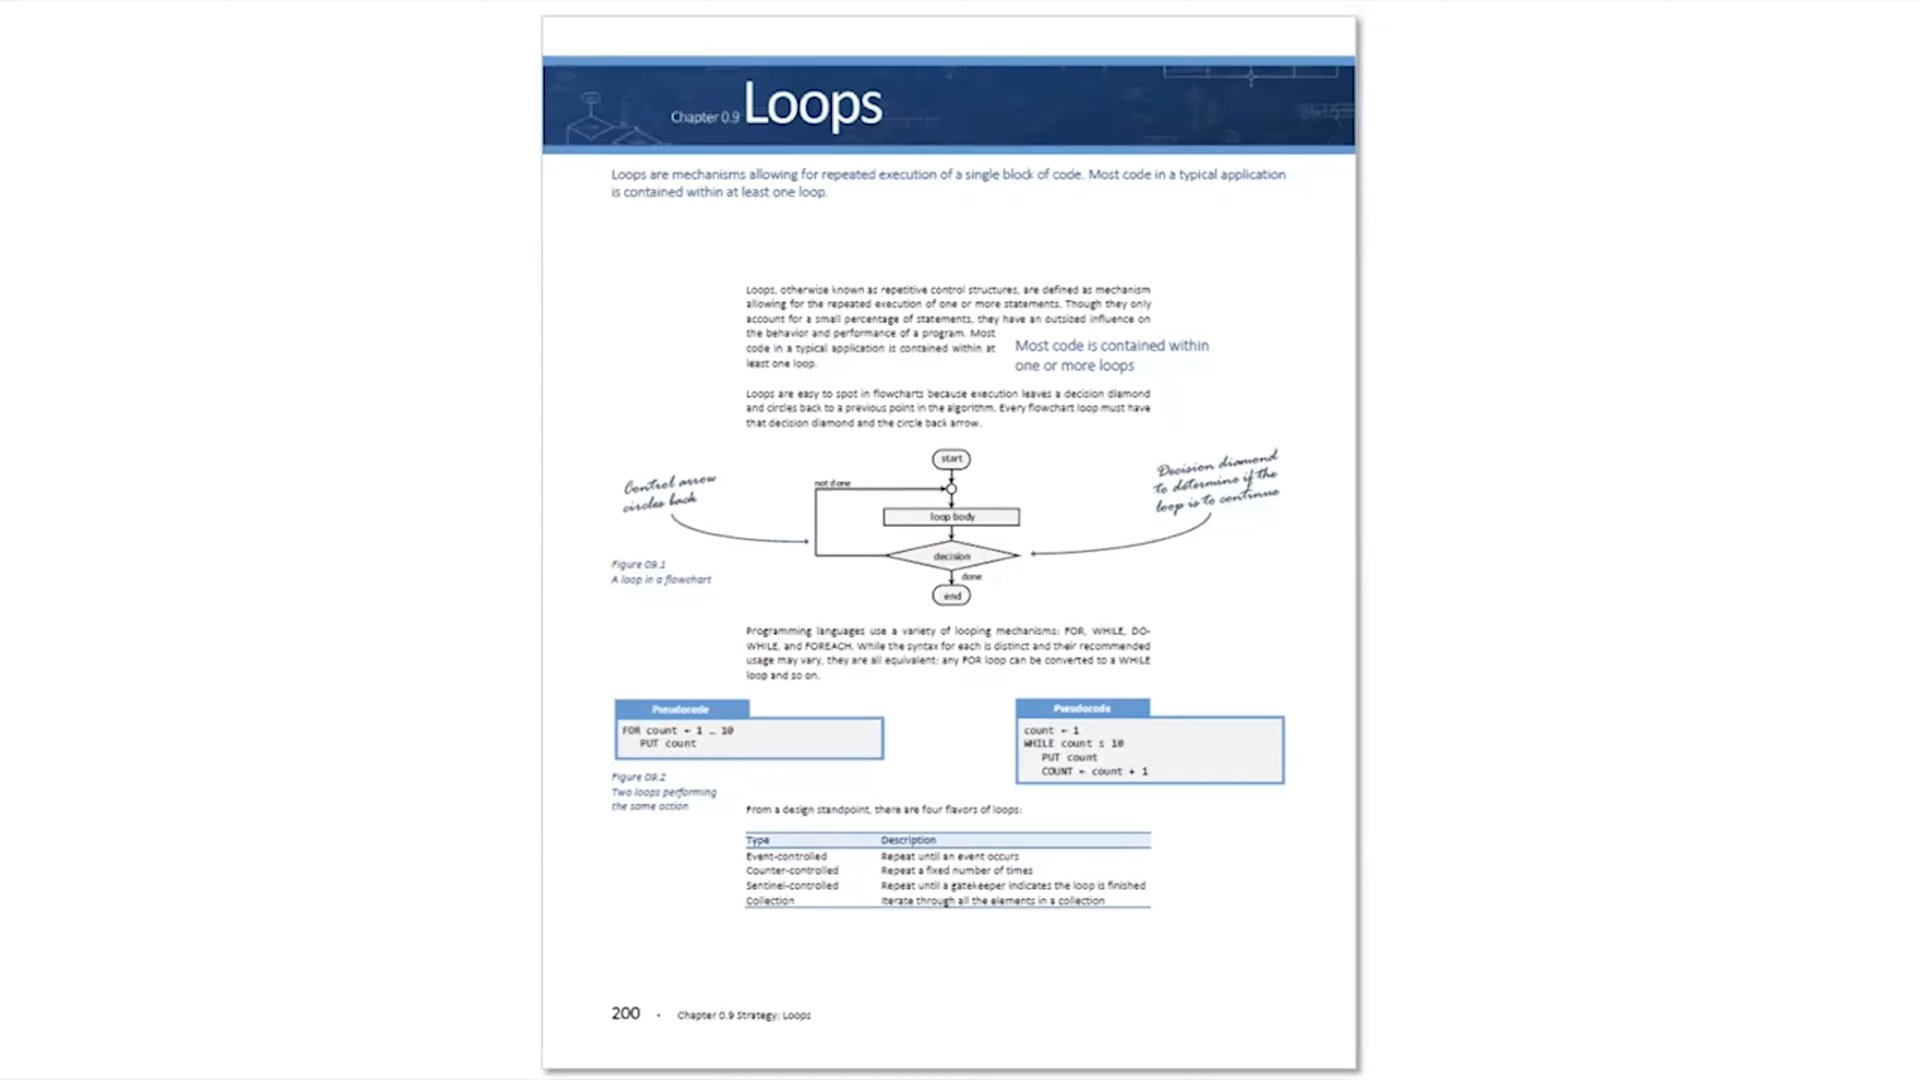 Chapter 0.9 Loops
Loops are mechanisms allowing for repeated execution of a single block of code. Most code in a typical application
is contained within at least one loop.
Loops, otherwise known as repetitive control structures, are defined as mechanism
allowing for the repeated execution of one or more statements. Though they only
account for a small percentage of statements, they have an outsized influence on
the behavior and performance of a program. Most
code in a typical application is contained within at
least one loop.
Most code is contained within
one or more loops
Loops are easy to spot in flowcharts because execution leaves a decision diamond
and circles back to a previous point in the algorithm. Every flowchart loop must have
that decision diamond and the circle back arrow.
Control arrow
circles back
start
not done
loop body
decision
done
end
Decision diamond
to determine if the
loop is to continue
Figure 09.1
A loop in a flowchart
Programming languages use a variety of looping mechanisms: FOR, WHILE, DO-
WHILE, and FOREACH. While the syntax for each is distinct and their recommended
usage may vary, they are all equivalent: any FOR loop can be converted to a WHILE
loop and so on.
Pseudocode
FOR count ← 1 … 10
PUT count
Pseudocode
count ← 1
WHILE count ≤ 10
PUT count
COUNT ← count + 1
Figure 09.2
Two loops performing
the same action
From a design standpoint, there are four flavors of loops:
Type Description
Event-controlled Repeat until an event occurs
Counter-controlled Repeat a fixed number of times
Sentinel-controlled Repeat until a gatekeeper indicates the loop is finished
Collection Iterate through all the elements in a collection
200 · Chapter 0.9 Strategy: Loops